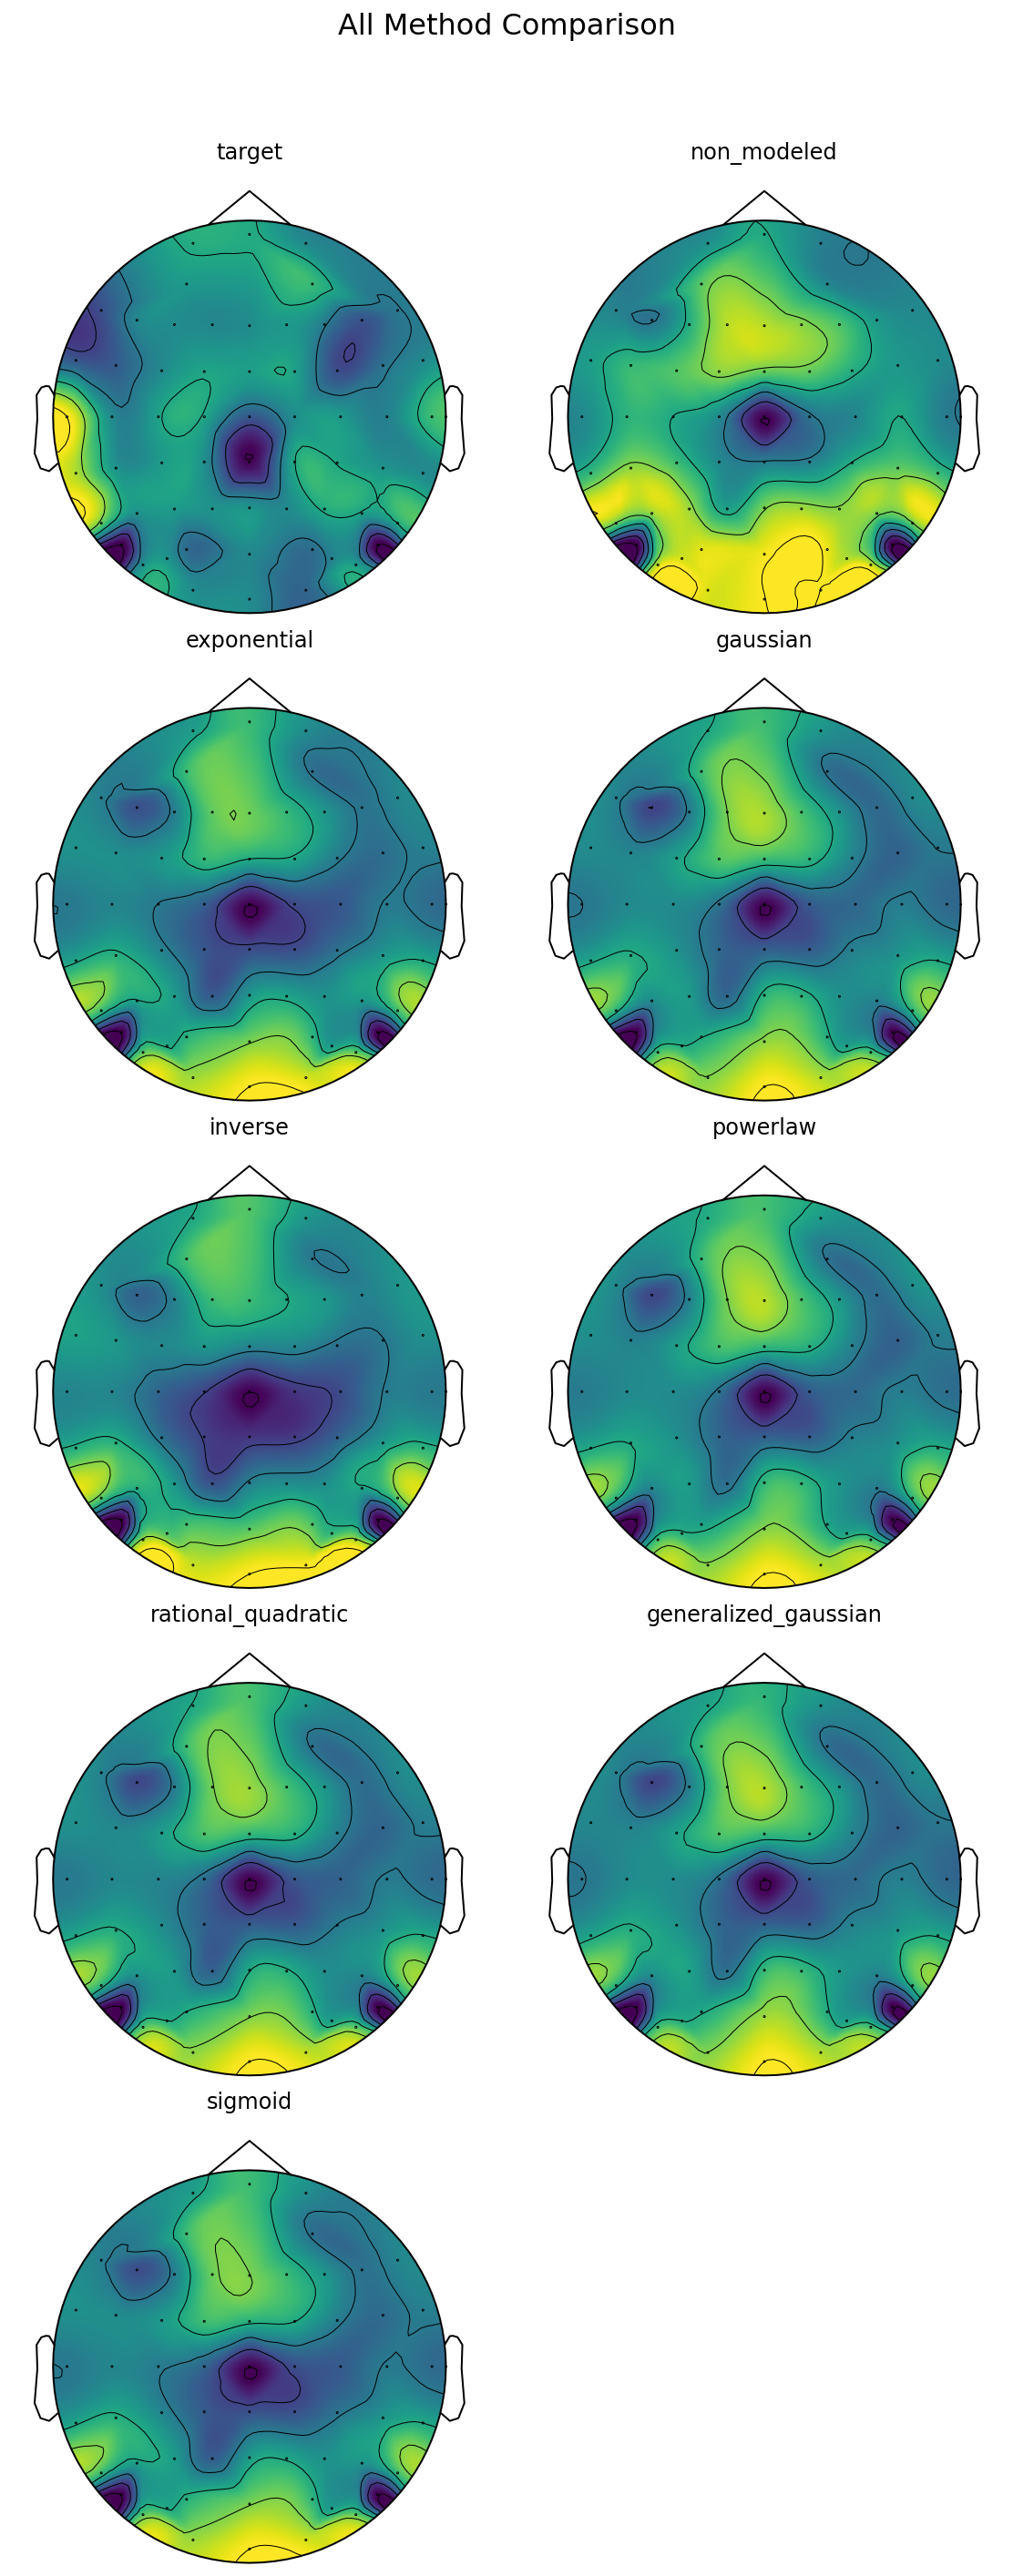 All Method Comparison
target
non_modeled
exponential
gaussian
inverse
powerlaw
rational_quadratic
generalized_gaussian
sigmoid